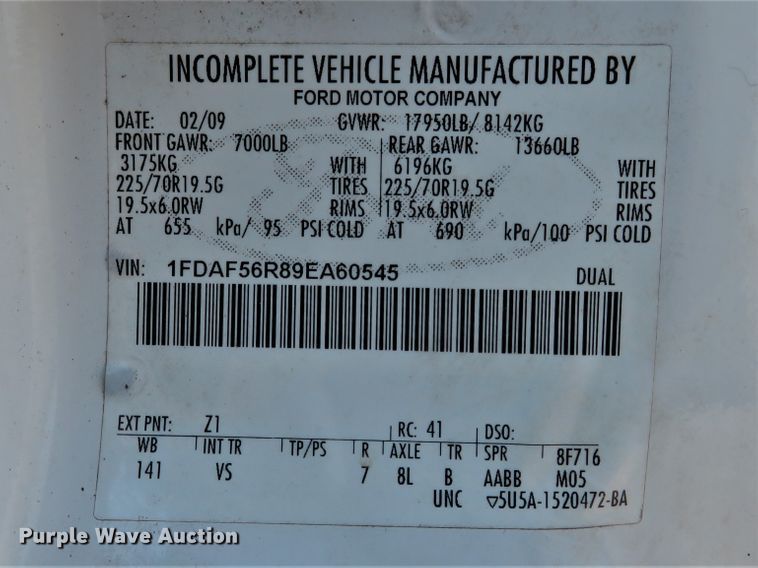 INCOMPLETE VEHICLE MANUFACTURED BY
FORD MOTOR COMPANY
DATE: 02/09 GVWR: 17950LB/ 8142KG
FRONT GAWR: 7000LB REAR GAWR: 13660LB
3175KG WITH 6196KG WITH
225/70R19.5G TIRES 225/70R19.5G TIRES
19.5x6.0RW RIMS 19.5x6.0RW RIMS
AT 655 kPa/ 95 PSI COLD AT 690 kPa/100 PSI COLD
VIN: 1FDAF56R89EA60545 DUAL
EXT PNT: Z1 RC: 41 DSO:
WB INT TR TP/PS R AXLE TR SPR 8F716
141 VS 7 8L B AABB M05
UNC ▽5U5A-1520472-BA
Purple Wave Auction
Purple Wave Auction